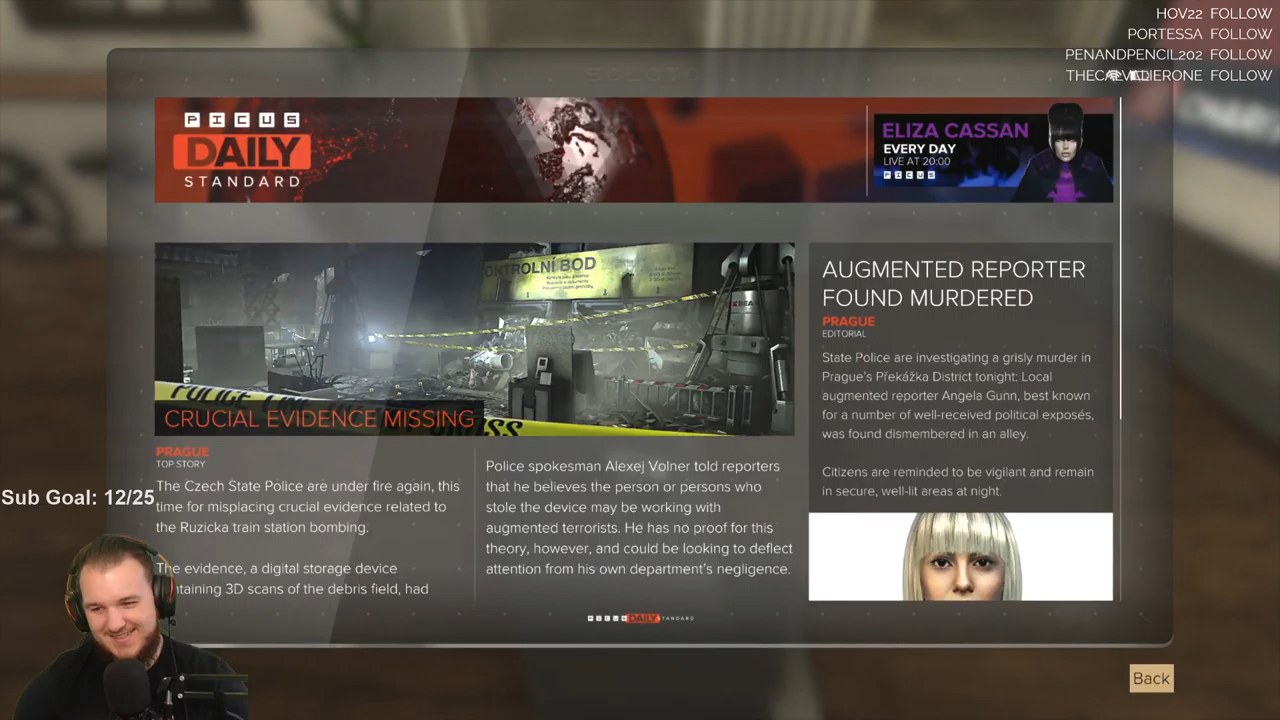 HOV22 FOLLOW
PORTESSA FOLLOW
PENANDPENCIL202 FOLLOW
FOLLOW
PICUS
DAILY
STANDARD
ELIZA CASSAN
EVERY DAY
LIVE AT 20:00
PICUS
KONTROLNÍ BOD
POLICE
CRUCIAL EVIDENCE MISSING
PRAGUE
TOP STORY
The Czech State Police are under fire again, this
time for misplacing crucial evidence related to
the Ruzicka train station bombing.
The evidence, a digital storage device
ntaining 3D scans of the debris field, had
Police spokesman Alexej Volner told reporters
that he believes the person or persons who
stole the device may be working with
augmented terrorists. He has no proof for this
theory, however, and could be looking to deflect
attention from his own department's negligence.
AUGMENTED REPORTER
FOUND MURDERED
PRAGUE
EDITORIAL
State Police are investigating a grisly murder in
Prague's Překážka District tonight: Local
augmented reporter Angela Gunn, best known
for a number of well-received political exposés,
was found dismembered in an alley.
Citizens are reminded to be vigilant and remain
in secure, well-lit areas at night.
Sub Goal: 12/25
PICUS DAILY STANDARD
Back